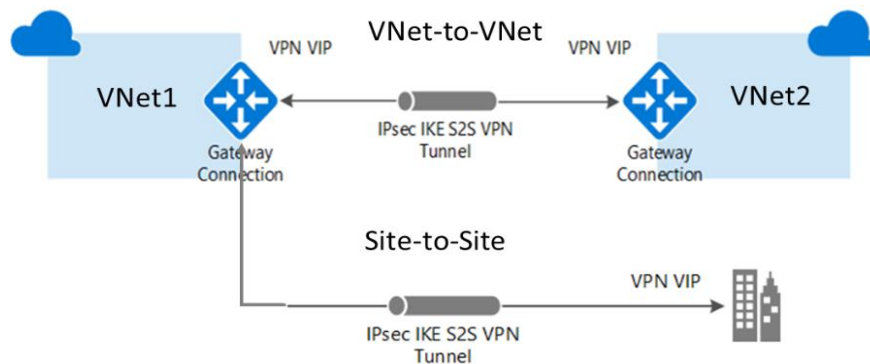 VNet-to-VNet
VPN VIP
VPN VIP
VNet1
VNet2
IPsec IKE S2S VPN
Tunnel
Gateway
Connection
Gateway
Connection
Site-to-Site
VPN VIP
IPsec IKE S2S VPN
Tunnel